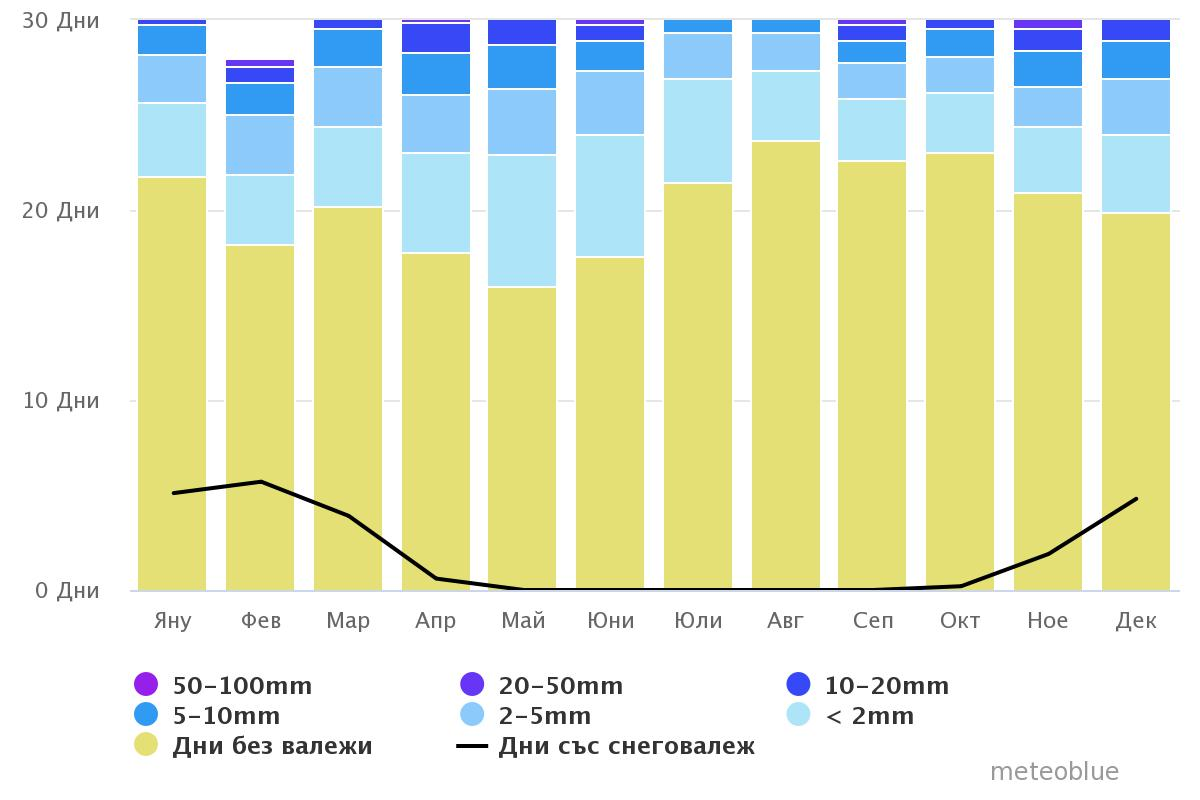 30 Дни
20 Дни
10 Дни
0 Дни
Яну Фев Мар Апр Май Юни Юли Авг Сеп Окт Ное Дек
50–100mm 20–50mm 10–20mm
5–10mm 2–5mm < 2mm
Дни без валежи Дни със снеговалеж
meteoblue